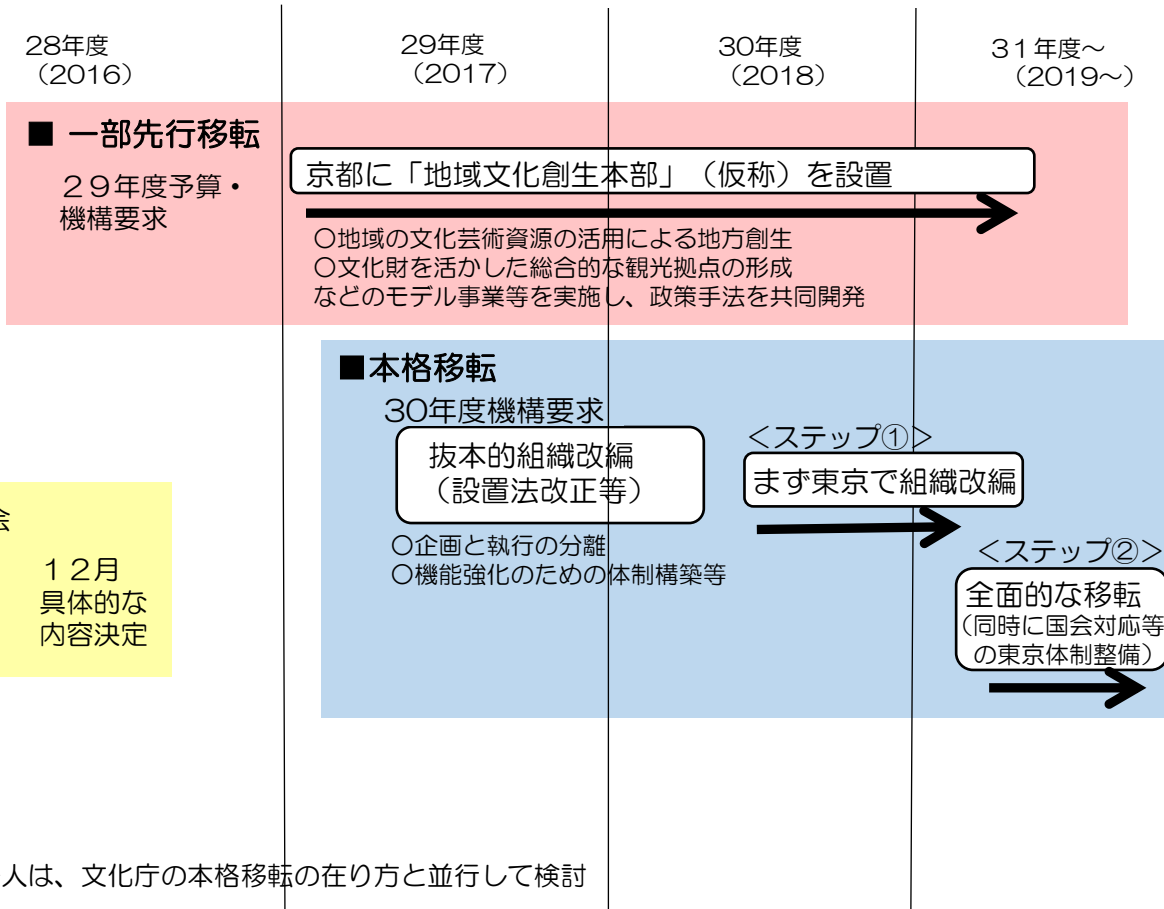 28年度
（2016）
29年度
（2017）
30年度
（2018）
31年度～
（2019～）
■ 一部先行移転
２９年度予算・
機構要求
京都に「地域文化創生本部」（仮称）を設置
○地域の文化芸術資源の活用による地方創生
○文化財を活かした総合的な観光拠点の形成
などのモデル事業等を実施し、政策手法を共同開発
■本格移転
30年度機構要求
抜本的組織改編
（設置法改正等）
○企画と執行の分離
○機能強化のための体制構築等
＜ステップ①＞
まず東京で組織改編
＜ステップ②＞
全面的な移転
（同時に国会対応等
の東京体制整備）
会
１２月
具体的な
内容決定
人は、文化庁の本格移転の在り方と並行して検討